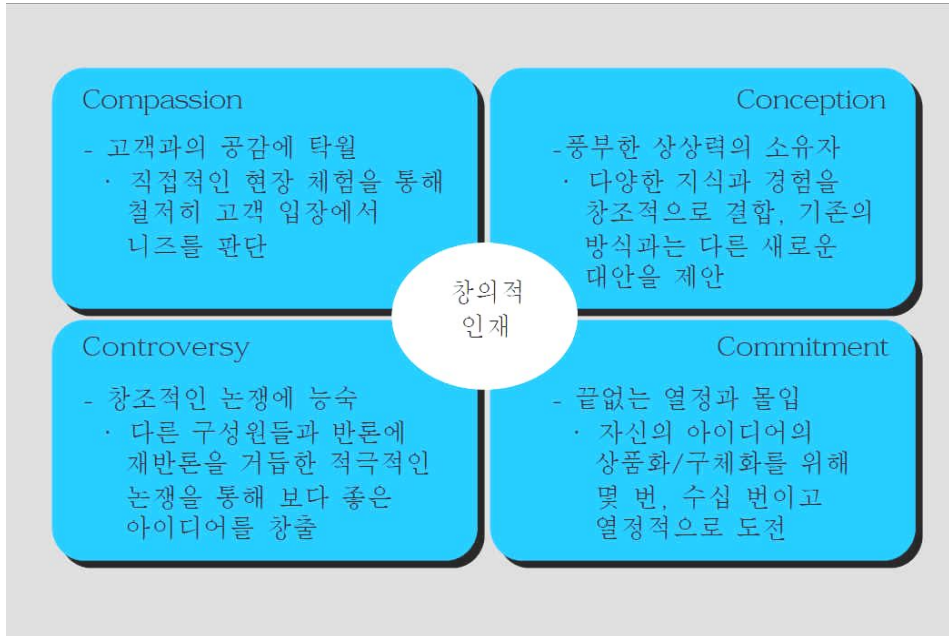 Compassion
- 고객과의 공감에 탁월
· 직접적인 현장 체험을 통해
철저히 고객 입장에서
니즈를 판단
Conception
-풍부한 상상력의 소유자
· 다양한 지식과 경험을
창조적으로 결합, 기존의
방식과는 다른 새로운
대안을 제안
창의적
인재
Controversy
- 창조적인 논쟁에 능숙
· 다른 구성원들과 반론에
재반론을 거듭한 적극적인
논쟁을 통해 보다 좋은
아이디어를 창출
Commitment
- 끝없는 열정과 몰입
· 자신의 아이디어의
상품화/구체화를 위해
몇 번, 수십 번이고
열정적으로 도전